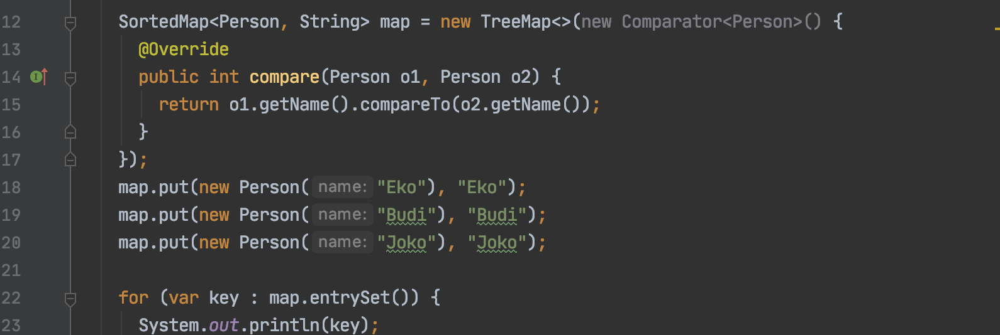 12 SortedMap<Person, String> map = new TreeMap<>(new Comparator<Person>() {
13 @Override
14 public int compare(Person o1, Person o2) {
15 return o1.getName().compareTo(o2.getName());
16 }
17 });
18 map.put(new Person( name: "Eko"), "Eko");
19 map.put(new Person( name: "Budi"), "Budi");
20 map.put(new Person( name: "Joko"), "Joko");
21
22 for (var key : map.entrySet()) {
23 System.out.println(key);